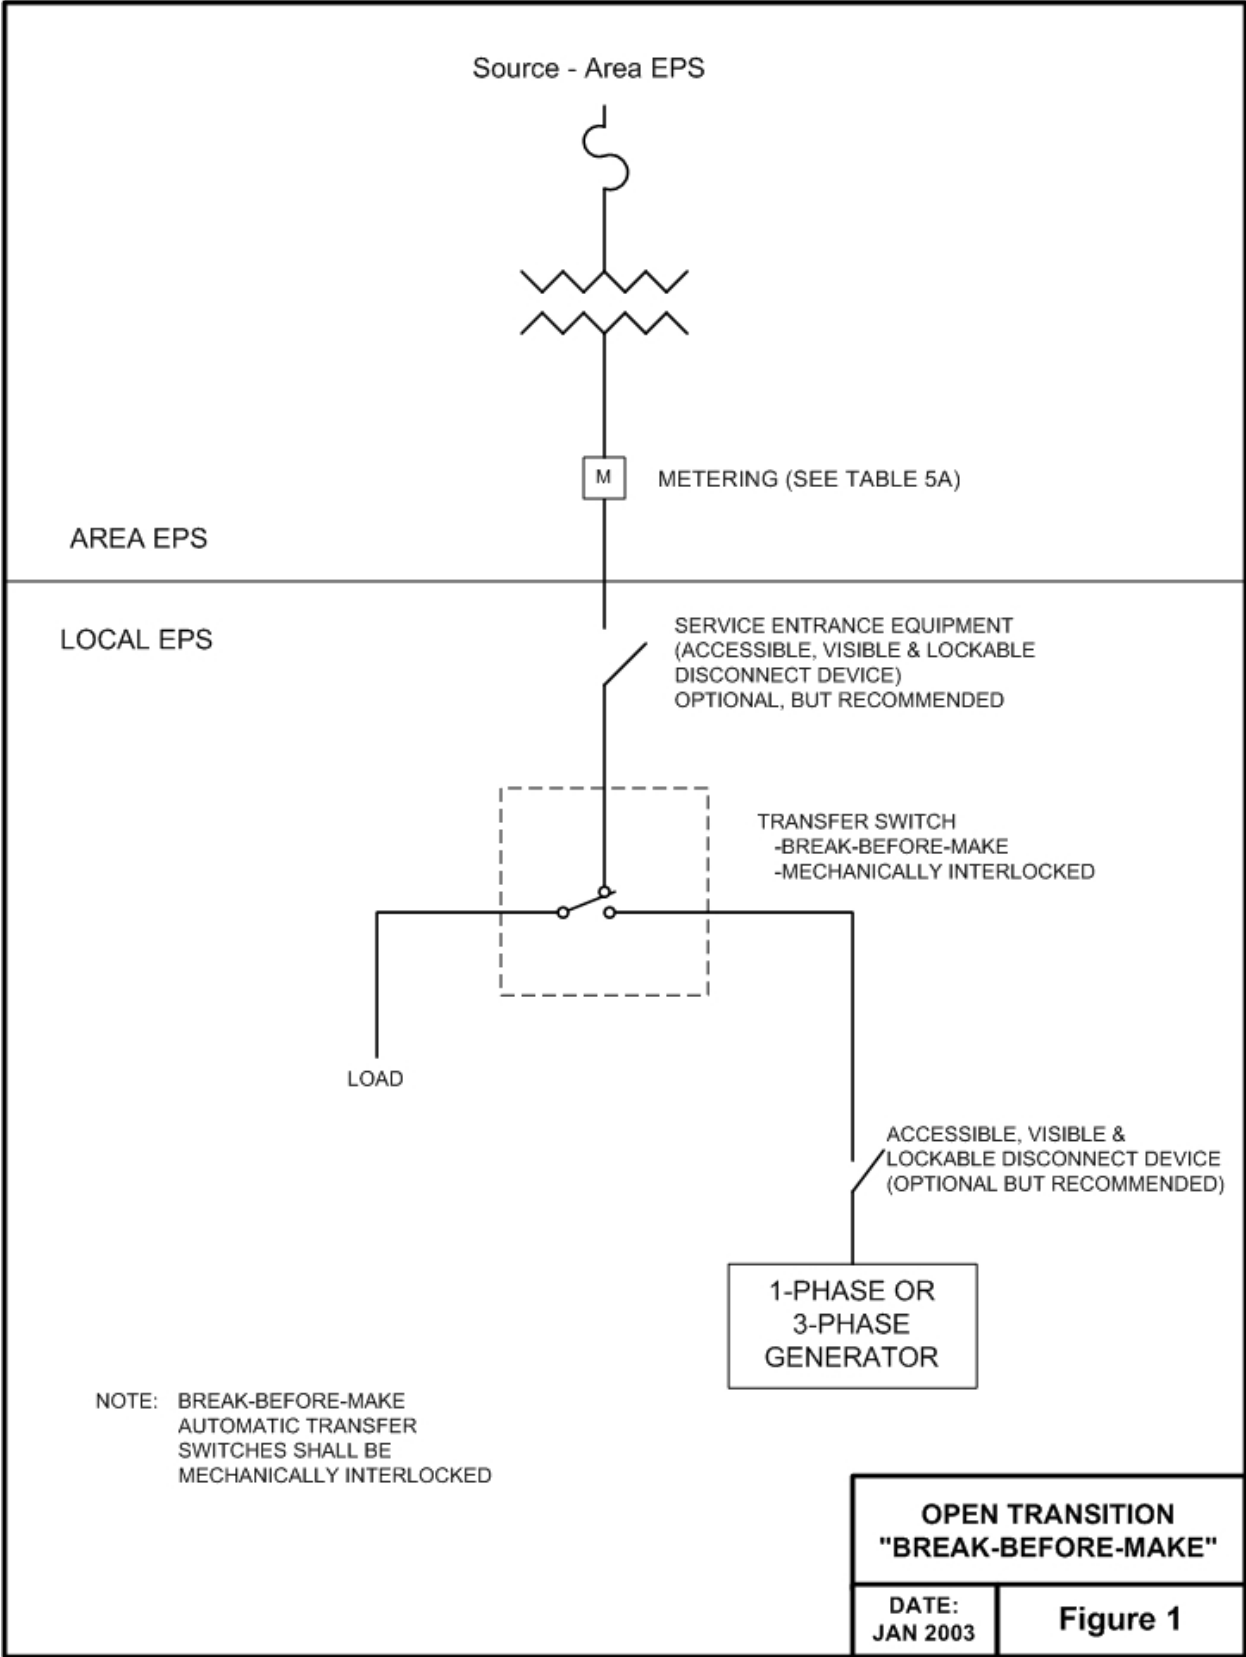 Source - Area EPS
M
METERING (SEE TABLE 5A)
AREA EPS
LOCAL EPS
SERVICE ENTRANCE EQUIPMENT
(ACCESSIBLE, VISIBLE & LOCKABLE
DISCONNECT DEVICE)
OPTIONAL, BUT RECOMMENDED
TRANSFER SWITCH
-BREAK-BEFORE-MAKE
-MECHANICALLY INTERLOCKED
LOAD
ACCESSIBLE, VISIBLE &
LOCKABLE DISCONNECT DEVICE
(OPTIONAL BUT RECOMMENDED)
1-PHASE OR
3-PHASE
GENERATOR
NOTE: BREAK-BEFORE-MAKE
AUTOMATIC TRANSFER
SWITCHES SHALL BE
MECHANICALLY INTERLOCKED
OPEN TRANSITION
"BREAK-BEFORE-MAKE"
DATE:
JAN 2003
Figure 1